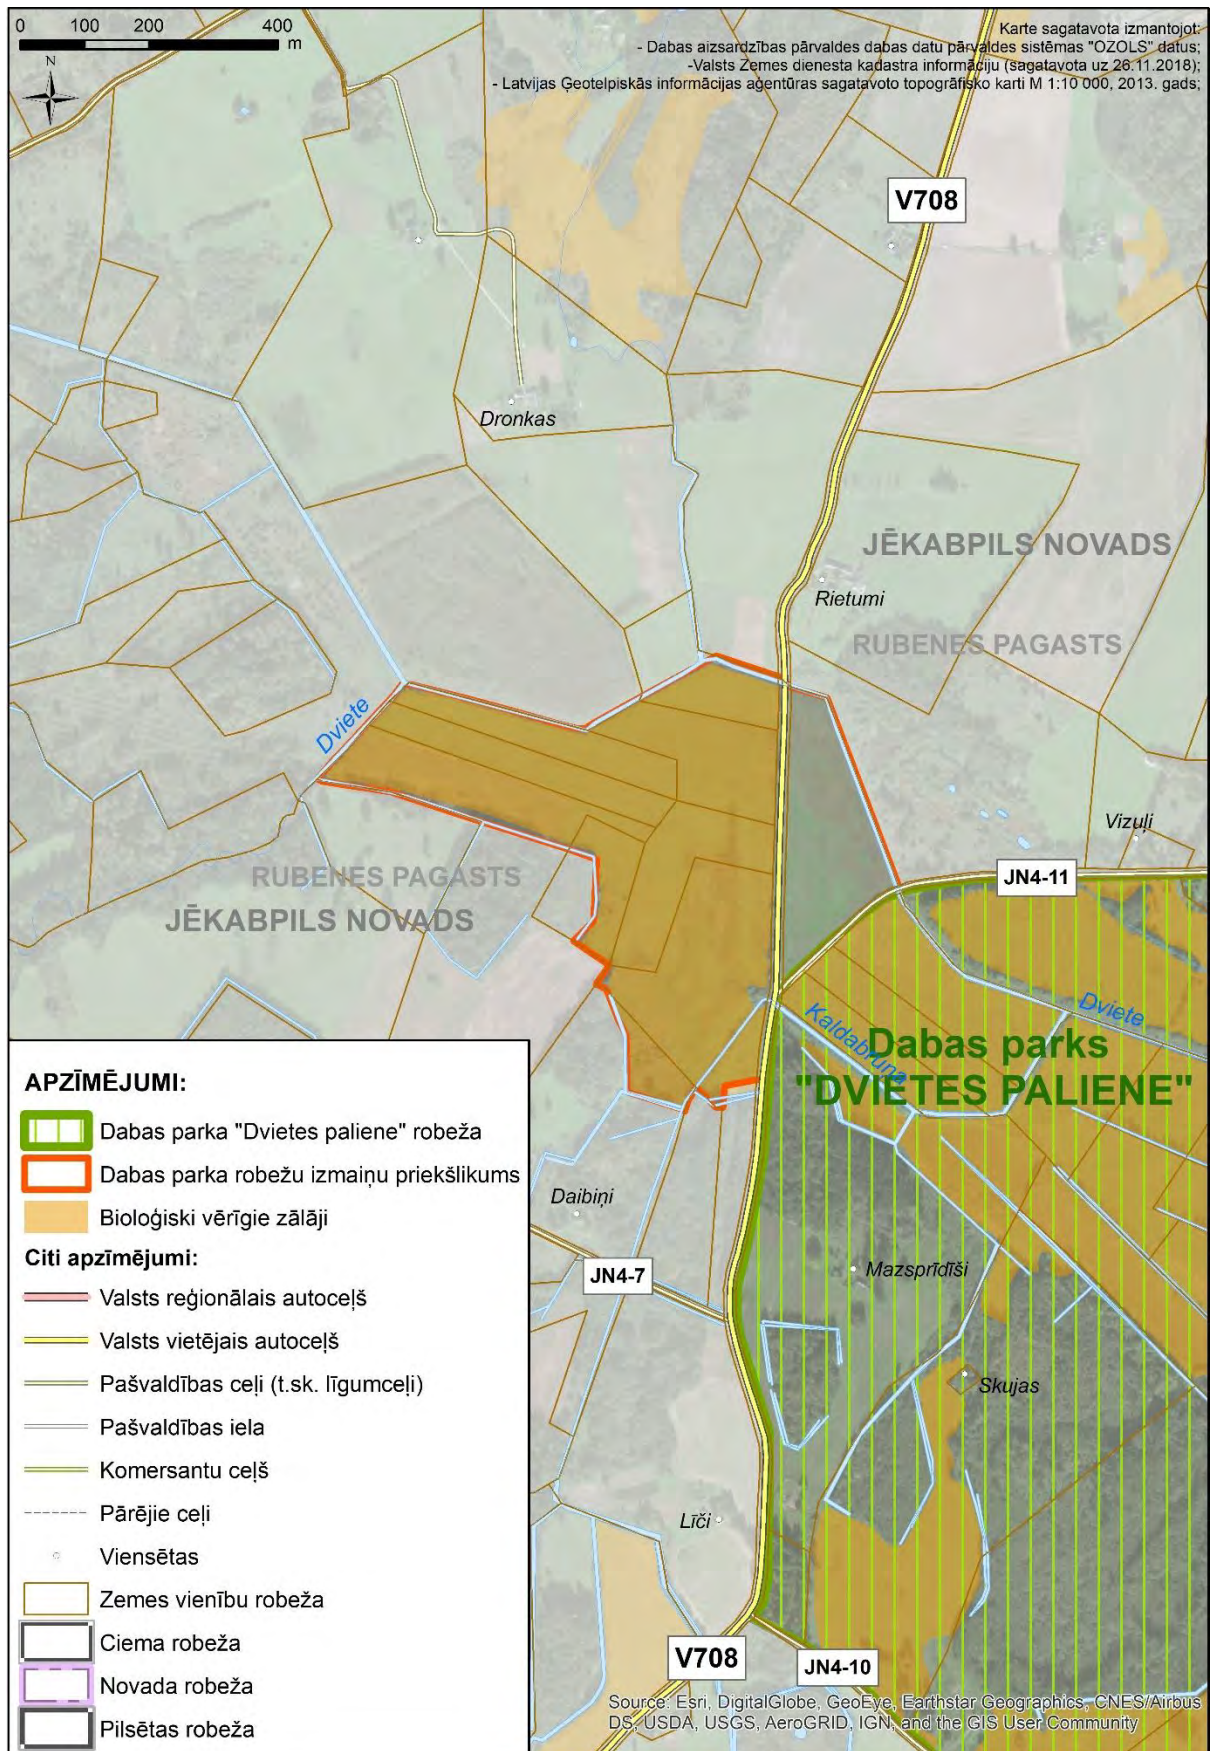 0 100 200 400
m
N
Karte sagatavota izmantojot:
- Dabas aizsardzības pārvaldes dabas datu pārvaldes sistēmas "OZOLS" datus;
-Valsts Zemes dienesta kadastra informāciju (sagatavota uz 26.11.2018);
- Latvijas Ģeotelpiskās informācijas aģentūras sagatavoto topogrāfisko karti M 1:10 000, 2013. gads;
V708
Dronkas
JĒKABPILS NOVADS
Rietumi
RUBENES PAGASTS
Dviete
Vizuļi
JN4-11
RUBENES PAGASTS
JĒKABPILS NOVADS
Dviete
Kaldabruņa
Dabas parks
"DVIETES PALIENE"
Daibiņi
JN4-7
Mazsprīdīši
Skujas
Līči
V708
JN4-10
APZĪMĒJUMI:
Dabas parka "Dvietes paliene" robeža
Dabas parka robežu izmaiņu priekšlikums
Bioloģiski vērīgie zālāji
Citi apzīmējumi:
Valsts reģionālais autoceļš
Valsts vietējais autoceļš
Pašvaldības ceļi (t.sk. līgumceļi)
Pašvaldības iela
Komersantu ceļš
Pārējie ceļi
Viensētas
Zemes vienību robeža
Ciema robeža
Novada robeža
Pilsētas robeža
Source: Esri, DigitalGlobe, GeoEye, Earthstar Geographics, CNES/Airbus
DS, USDA, USGS, AeroGRID, IGN, and the GIS User Community